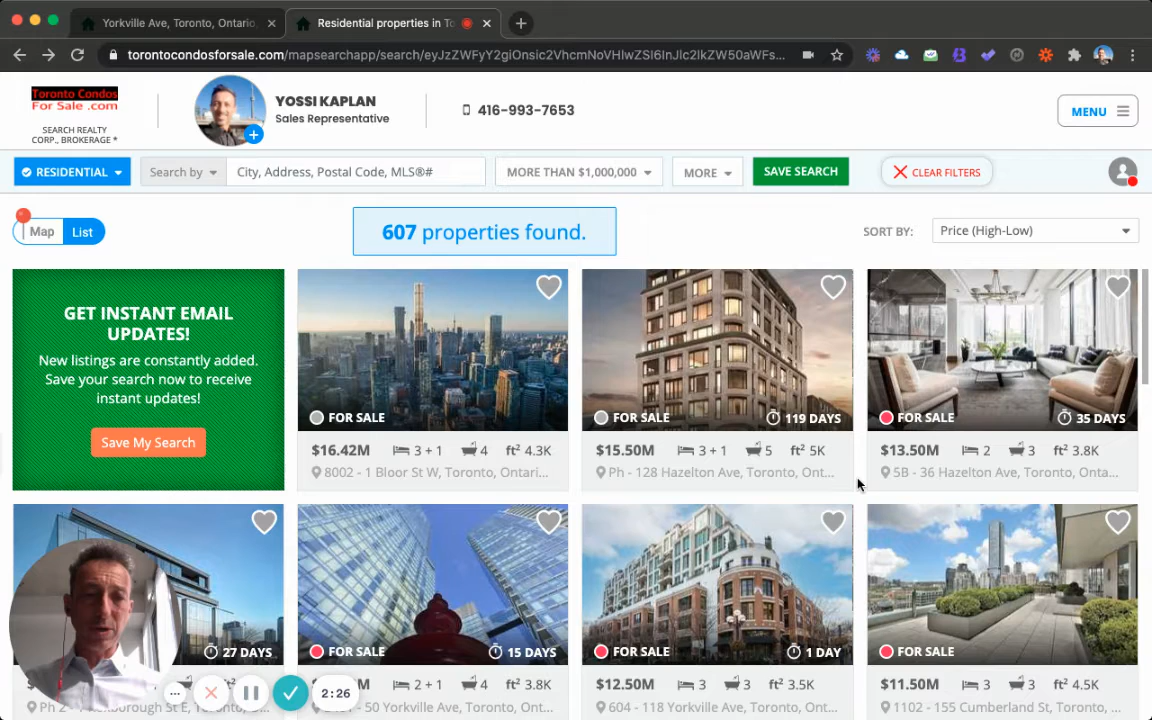 Yorkville Ave, Toronto, Ontario
Residential properties in To
torontocondosforsale.com/mapsearchapp/search/eyJzZWFyY2giOnsic2VhcmNoVHlwZSI6InJlc2lkZW50aWFs...
Toronto Condos
For Sale .com
SEARCH REALTY
CORP., BROKERAGE *
YOSSI KAPLAN
Sales Representative
416-993-7653
MENU
RESIDENTIAL
Search by
City, Address, Postal Code, MLS®#
MORE THAN $1,000,000
MORE
SAVE SEARCH
CLEAR FILTERS
Map
List
607 properties found.
SORT BY:
Price (High-Low)
GET INSTANT EMAIL
UPDATES!
New listings are constantly added.
Save your search now to receive
instant updates!
Save My Search
FOR SALE
$16.42M 3 + 1 4 ft² 4.3K
8002 - 1 Bloor St W, Toronto, Ontari...
FOR SALE 119 DAYS
$15.50M 3 + 1 5 ft² 5K
Ph - 128 Hazelton Ave, Toronto, Ont...
FOR SALE 35 DAYS
$13.50M 2 3 ft² 3.8K
5B - 36 Hazelton Ave, Toronto, Onta...
27 DAYS
Ph 2 -
St E, Toronto, Onta...
FOR SALE 15 DAYS
2 + 1 4 ft² 3.8K
- 50 Yorkville Ave, Toronto, O...
FOR SALE 1 DAY
$12.50M 3 3 ft² 3.5K
604 - 118 Yorkville Ave, Toronto, On...
FOR SALE
$11.50M 3 3 ft² 4.5K
1102 - 155 Cumberland St, Toronto, ...
2:26